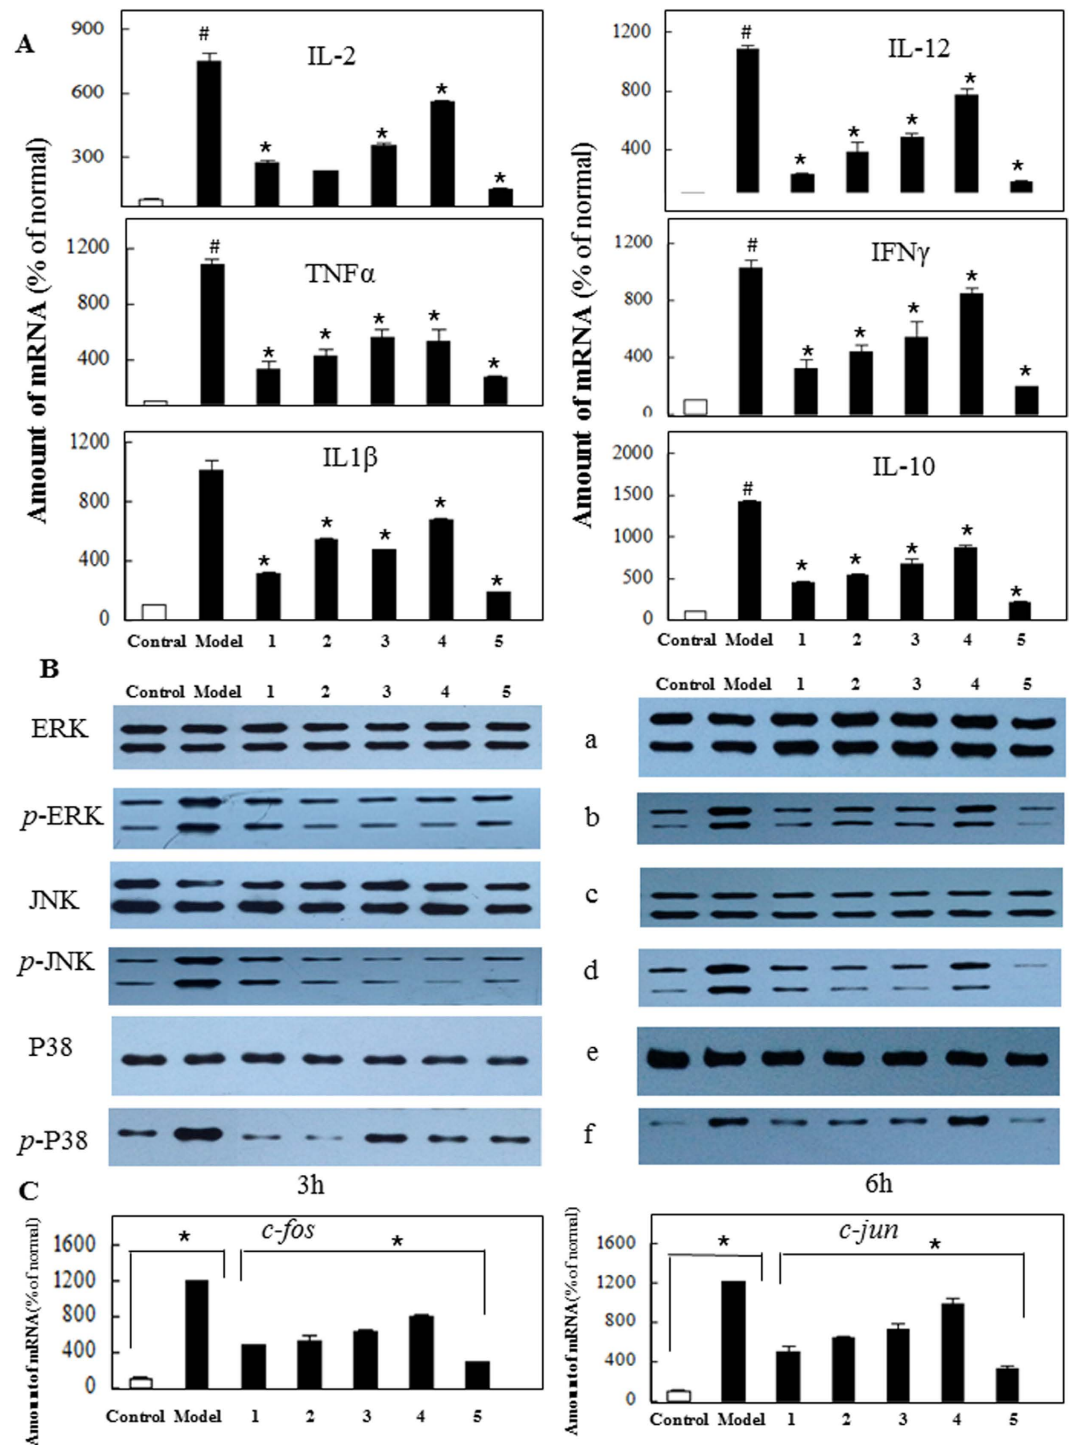 A
Amount of mRNA (% of normal)
900
600
300
#
IL-2
*
*
*
*
1200
800
400
#
TNFα
*
*
*
*
*
1200
800
400
0
IL1β
*
*
*
*
*
Contral Model 1 2 3 4 5
Amount of mRNA (% of normal)
1200
800
400
#
IL-12
*
*
*
*
*
1200
800
400
0
#
IFNγ
*
*
*
*
*
2000
1500
1000
500
0
#
IL-10
*
*
*
*
*
Contral Model 1 2 3 4 5
B
Control Model 1 2 3 4 5
ERK
p-ERK
JNK
p-JNK
P38
p-P38
3h
Control Model 1 2 3 4 5
a
b
c
d
e
f
6h
C
Amount of mRNA (% of normal)
1600
1200
800
400
0
c-fos
*
*
Control Model 1 2 3 4 5
Amount of mRNA (% of normal)
1600
1200
800
400
0
c-jun
*
*
Control Model 1 2 3 4 5